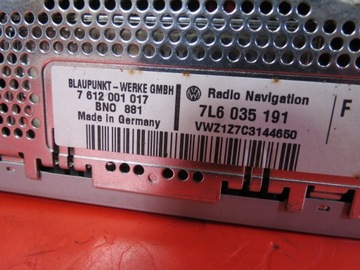 BLAUPUNKT - WERKE GMBH
7 612 001 017
BNO 881
Made in Germany
Radio Navigation
7L6 035 191
VWZ1Z7C3144650
F